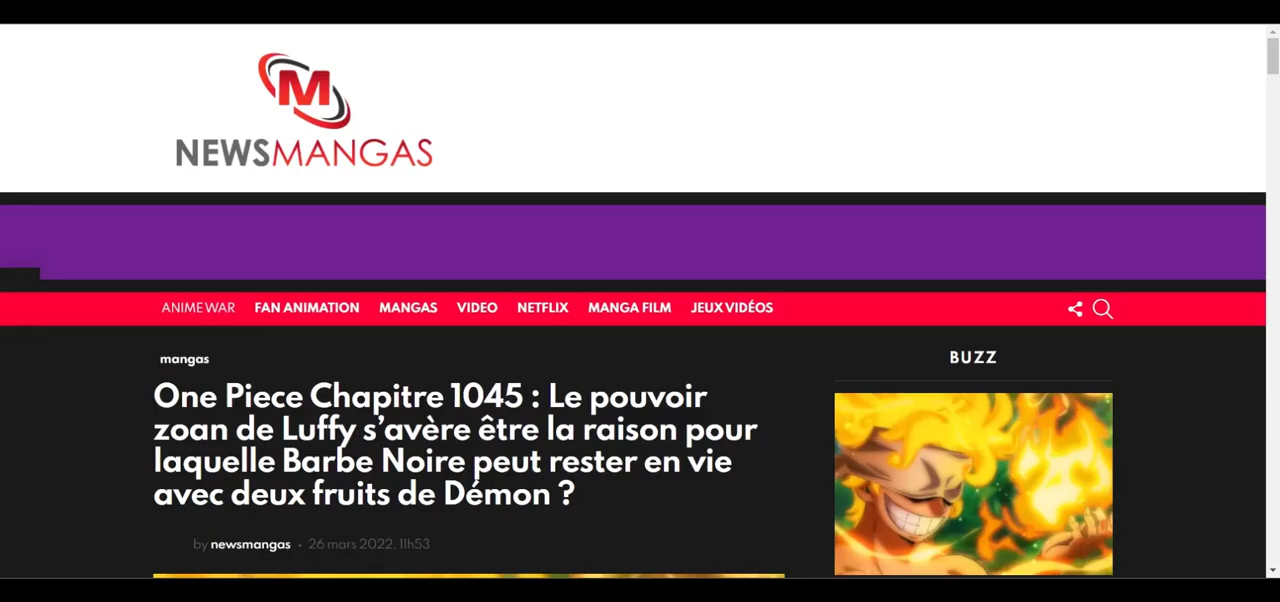 M
NEWSMANGAS
ANIME WAR FAN ANIMATION MANGAS VIDEO NETFLIX MANGA FILM JEUX VIDÉOS
mangas
One Piece Chapitre 1045 : Le pouvoir
zoan de Luffy s’avère être la raison pour
laquelle Barbe Noire peut rester en vie
avec deux fruits de Démon ?
by newsmangas • 26 mars 2022, 11h53
BUZZ